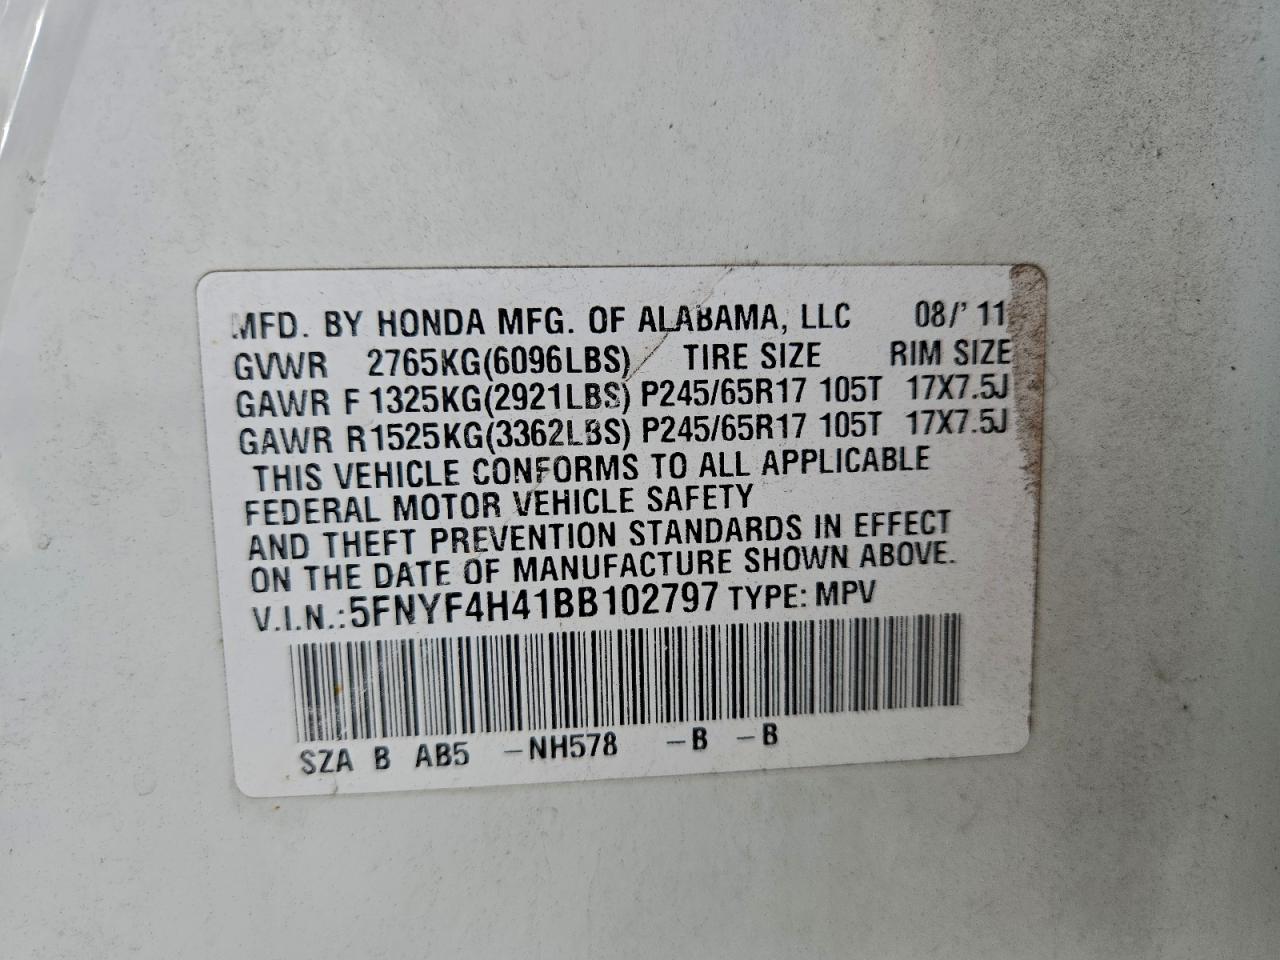 MFD. BY HONDA MFG. OF ALABAMA, LLC 08/'11
GVWR 2765KG(6096LBS) TIRE SIZE RIM SIZE
GAWR F 1325KG(2921LBS) P245/65R17 105T 17X7.5J
GAWR R1525KG(3362LBS) P245/65R17 105T 17X7.5J
THIS VEHICLE CONFORMS TO ALL APPLICABLE
FEDERAL MOTOR VEHICLE SAFETY
AND THEFT PREVENTION STANDARDS IN EFFECT
ON THE DATE OF MANUFACTURE SHOWN ABOVE.
V.I.N.:5FNYF4H41BB102797 TYPE: MPV
SZA B AB5 -NH578 -B -B